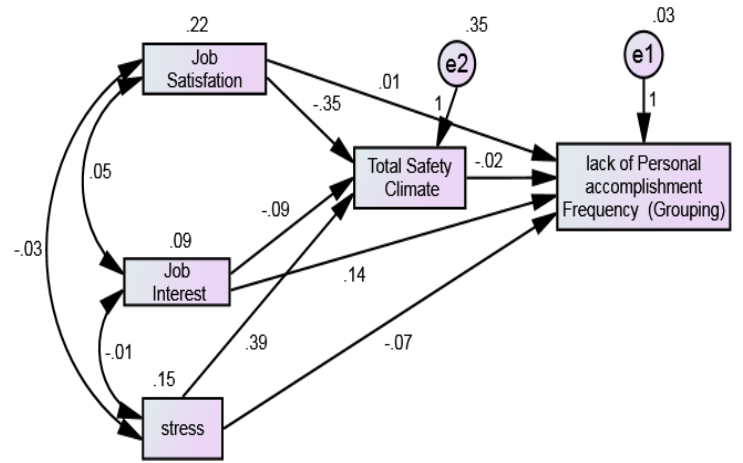 .22
.35
.03
Job
Satisfation
e2
e1
.01
-.35
1
1
Total Safety
Climate
-.02
lack of Personal
accomplishment
Frequency (Grouping)
.05
-.09
-.03
.09
Job
Interest
.14
.39
-.07
-.01
.15
stress